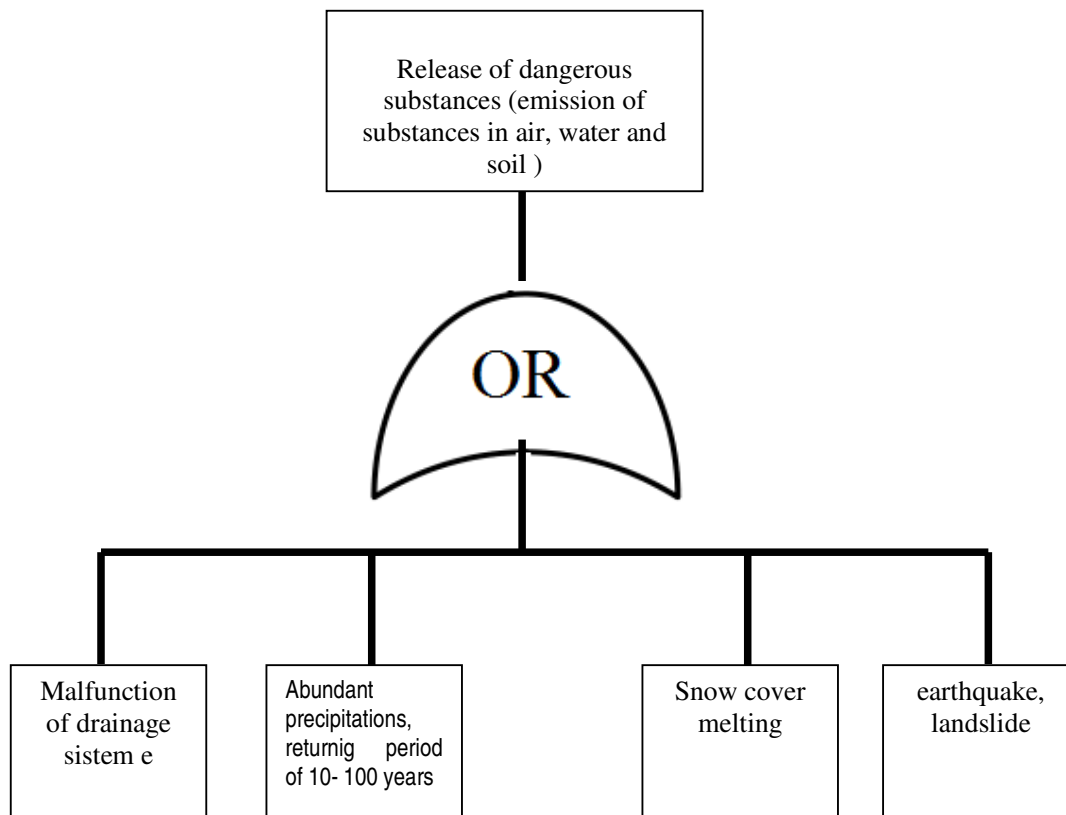 Release of dangerous
substances (emission of
substances in air, water and
soil )
OR
Malfunction
of drainage
sistem e
Abundant
precipitations,
returnig period
of 10- 100 years
Snow cover
melting
earthquake,
landslide